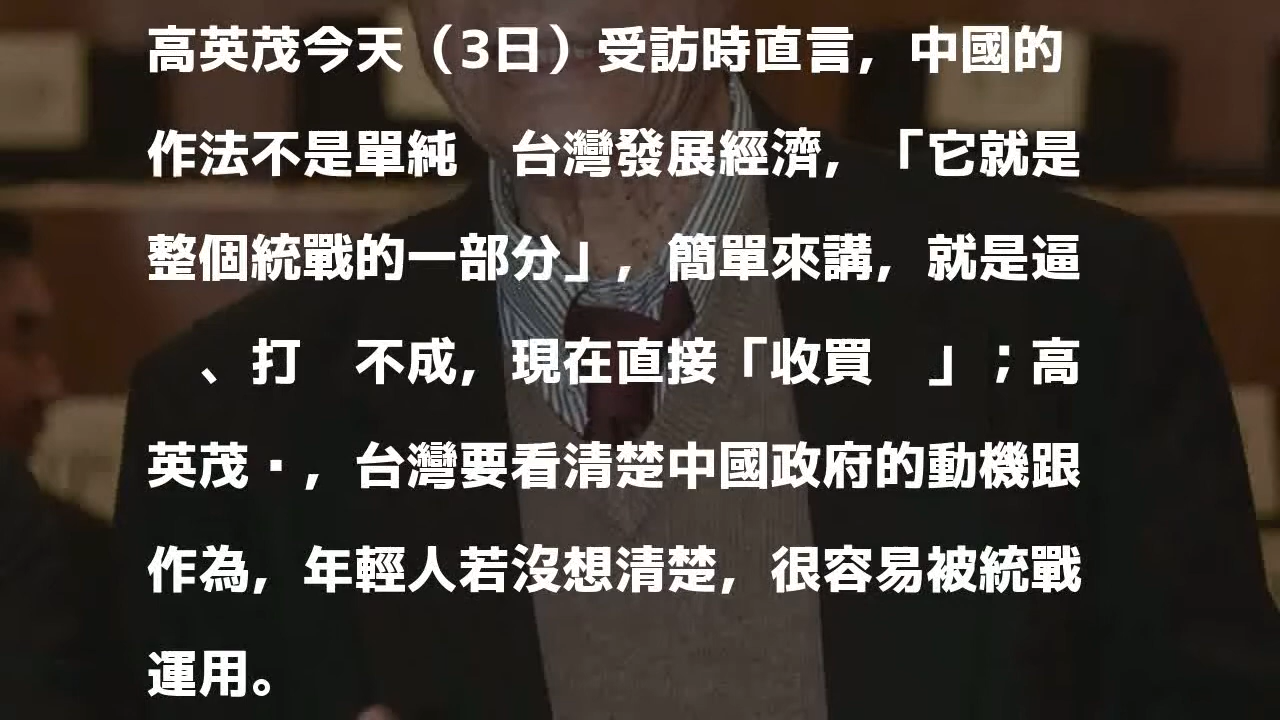 高英茂今天（3日）受訪時直言，中國的
作法不是單純　台灣發展經濟，「它就是
整個統戰的一部分」，簡單來講，就是逼
　、打　不成，現在直接「收買　」；高
英茂·，台灣要看清楚中國政府的動機跟
作為，年輕人若沒想清楚，很容易被統戰
運用。